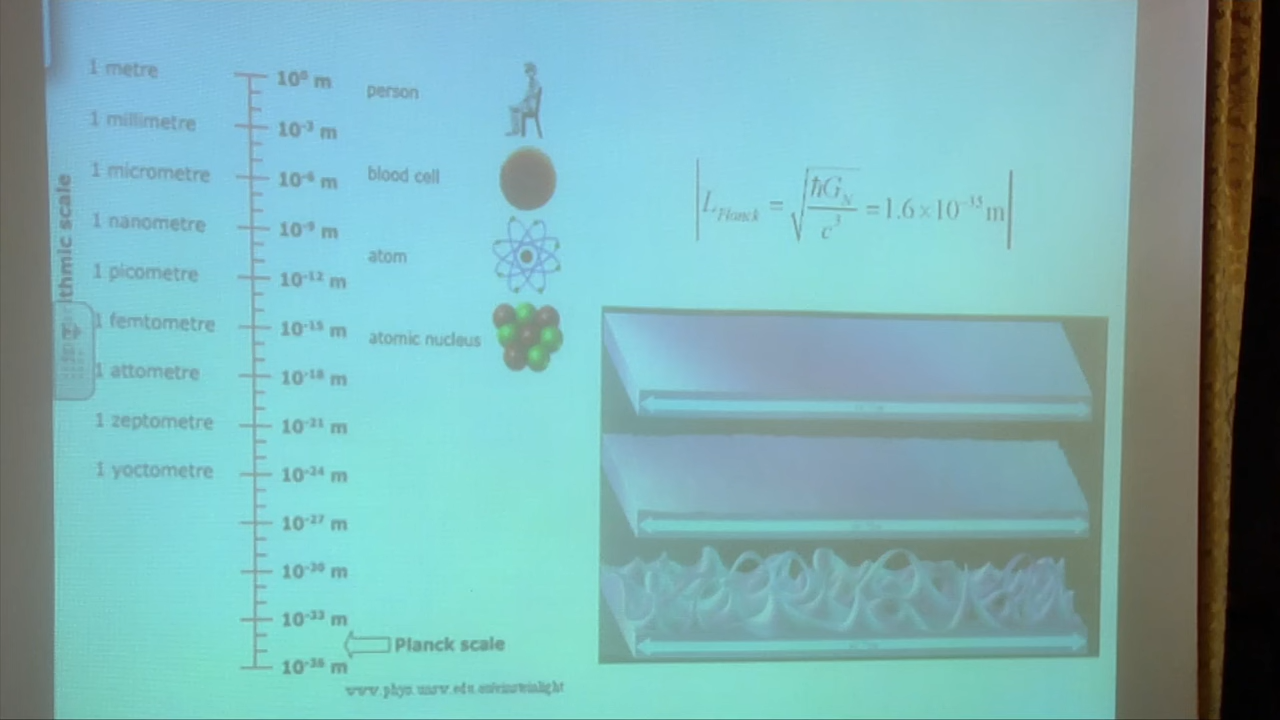 1 metre
10⁰ m
person
1 millimetre
10⁻³ m
1 micrometre
10⁻⁶ m
blood cell
1 nanometre
10⁻⁹ m
atom
1 picometre
10⁻¹² m
1 femtometre
10⁻¹⁵ m
atomic nucleus
1 attometre
10⁻¹⁸ m
1 zeptometre
10⁻²¹ m
1 yoctometre
10⁻²⁴ m
10⁻²⁷ m
10⁻³⁰ m
10⁻³³ m
Planck scale
10⁻³⁶ m
scale
|L_Planck = √(ħG_N/c³) = 1.6×10⁻³⁵ m|